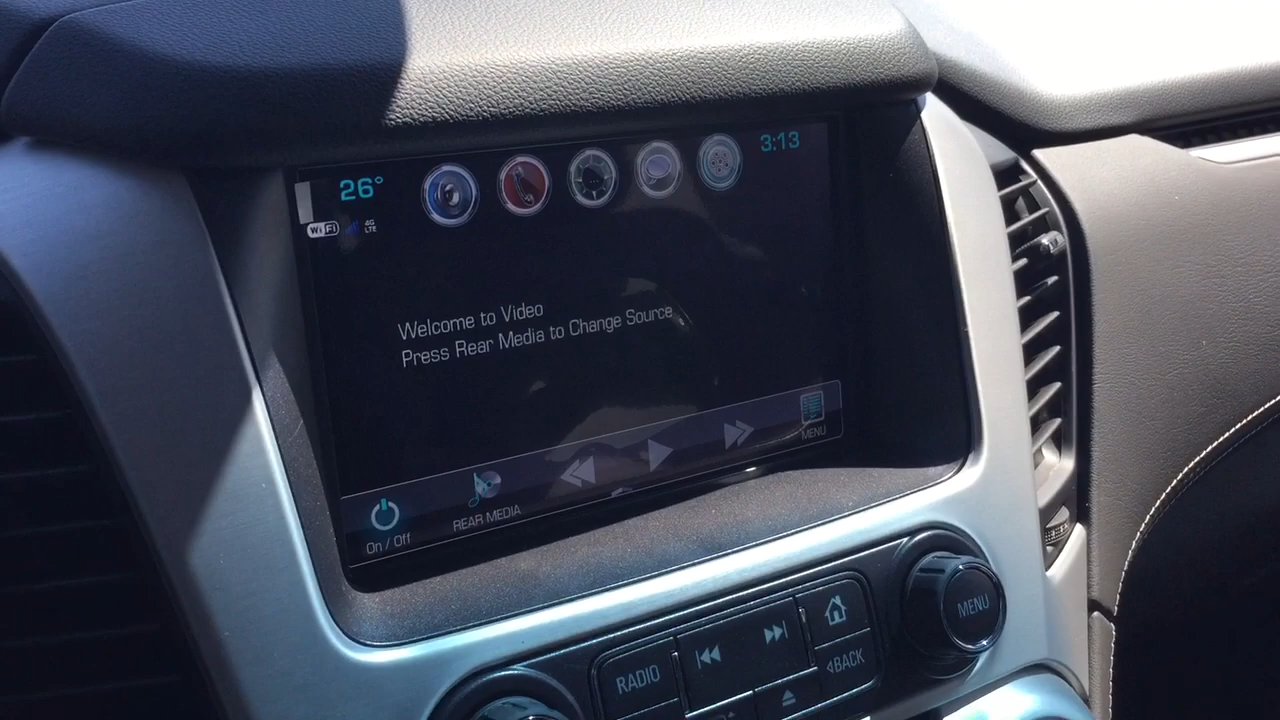 26°
3:13
WiFi
4G
LTE
Welcome to Video
Press Rear Media to Change Source
On / Off
REAR MEDIA
MENU
RADIO
BACK
MENU